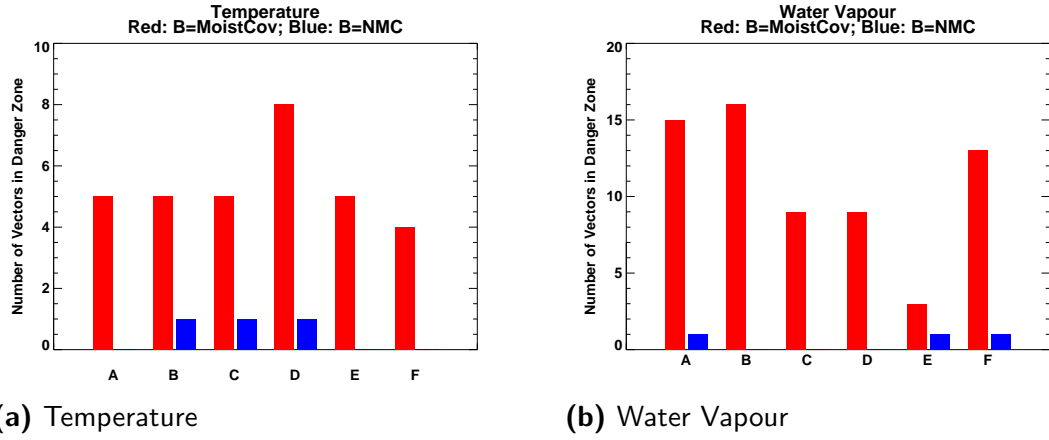 Temperature
Red: B=MoistCov; Blue: B=NMC
Number of Vectors in Danger Zone
10
8
6
4
2
0
A B C D E F
(a) Temperature
Water Vapour
Red: B=MoistCov; Blue: B=NMC
Number of Vectors in Danger Zone
20
15
10
5
0
A B C D E F
(b) Water Vapour